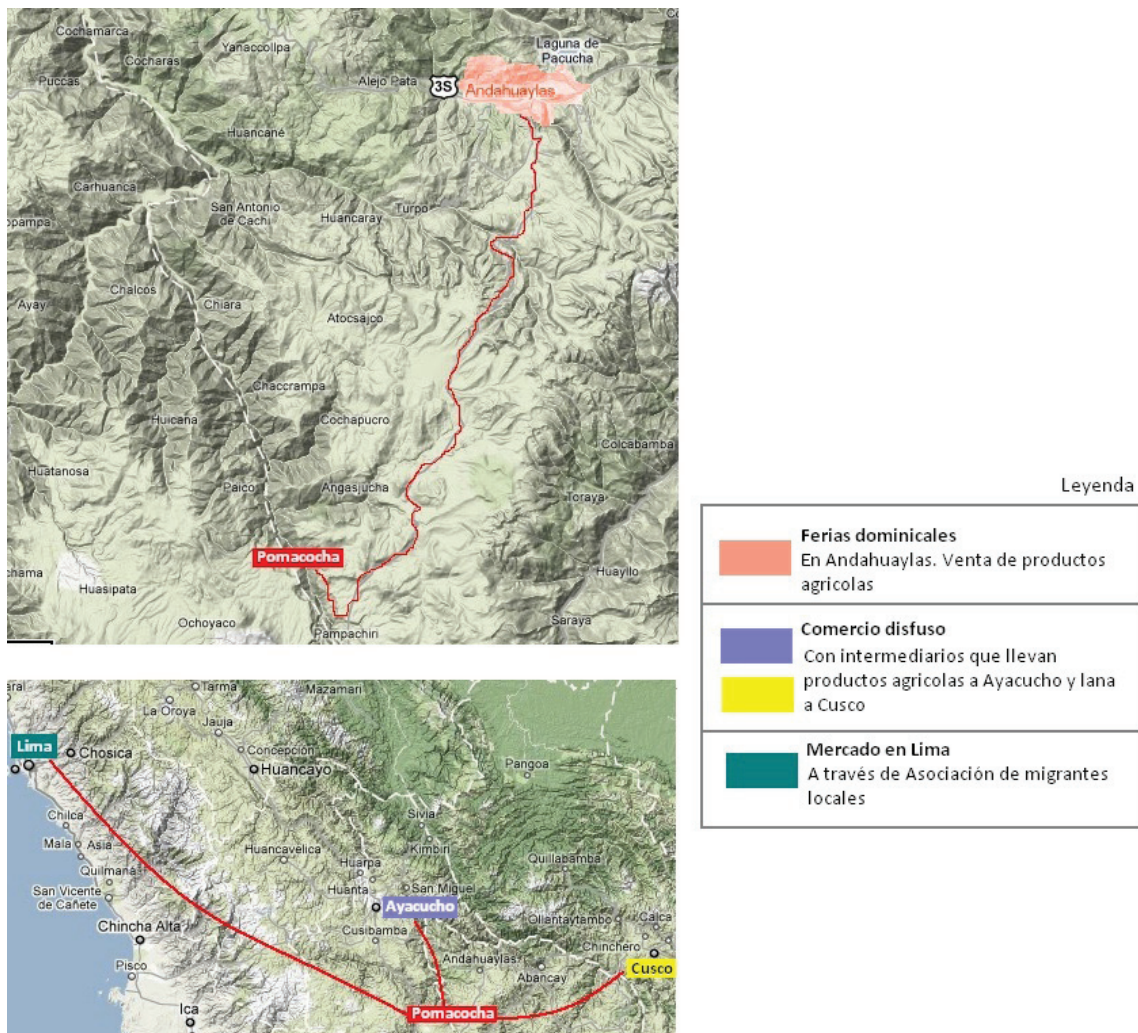 Cochamarca
Yanaccollpa
Laguna de
Pacucha
Cocharas
Puccas
Alejo Pata
3S
Andahuaylas
Huancané
Carhuanca
San Antonio
de Cachi
Huancaray
Turpo
opampa
Chalcos
Chiara
Ayay
Atocsajco
Chaccrampa
Huicana
Cochapucro
Colcabamba
Huatanosa
Paico
Angasjucha
Toraya
Pomacocha
chama
Huasipata
Huayllo
Ochoyaco
Pampachiri
Saraya
Leyenda
Ferias dominicales
En Andahuaylas. Venta de productos
agricolas
Comercio disfuso
Con intermediarios que llevan
productos agricolas a Ayacucho y lana
a Cusco
Mercado en Lima
A través de Asociación de migrantes
locales
aral
Tarma
Mazamari
La Oroya
Jauja
Lima
Chosica
Concepción
Huancayo
Pangoa
Chilca
Sivia
Mala
Asia
Huancavelica
Kimbiri
Quilmaná
Huarpa
Quillabamba
San Vicente
de Cañete
Huanta
San Miguel
Ayacucho
Ollantaytambo
Calca
Chincha Alta
Cusibamba
Chinchero
Andahuaylas
Abancay
Cusco
Pisco
Ica
Pomacocha